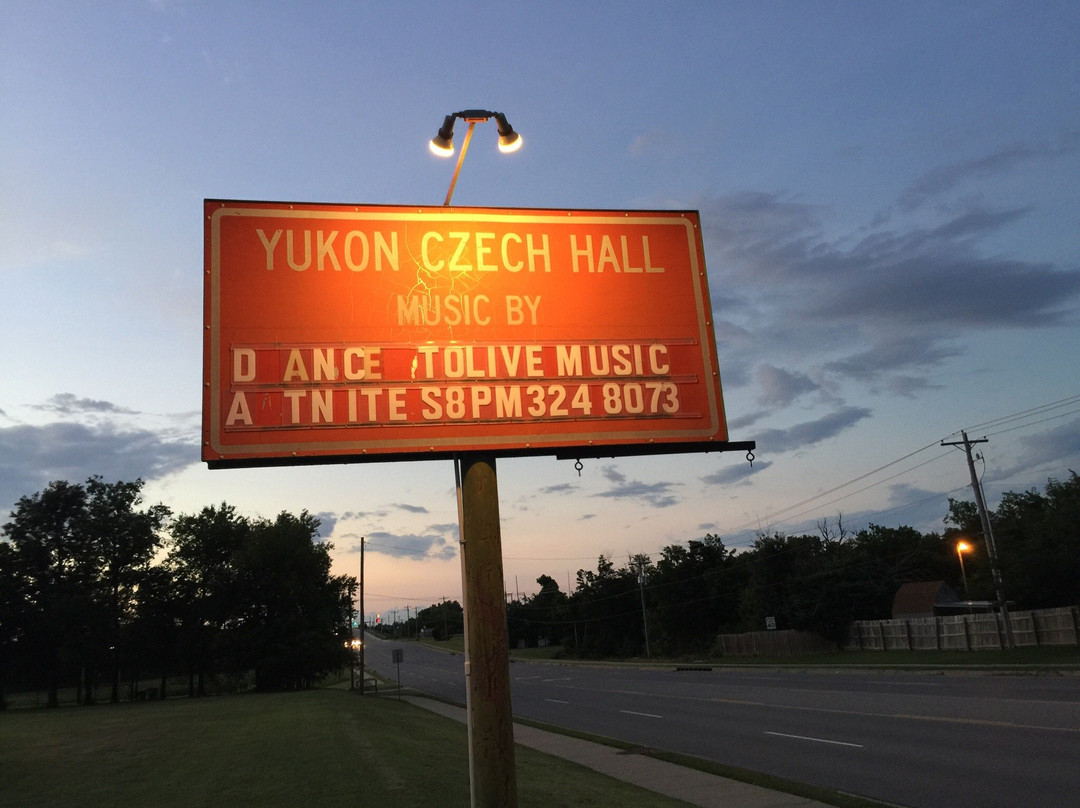 YUKON CZECH HALL
MUSIC BY
D ANCE TOLIVE MUSIC
A TNITE S8PM324 8073